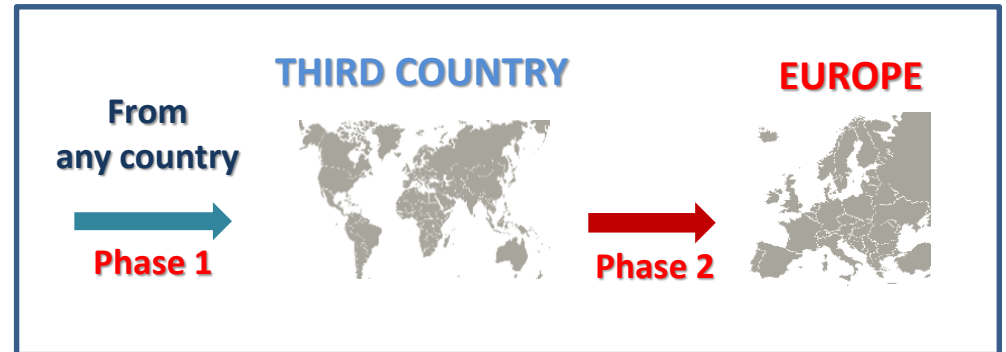 THIRD COUNTRY
EUROPE
From
any country
Phase 1
Phase 2